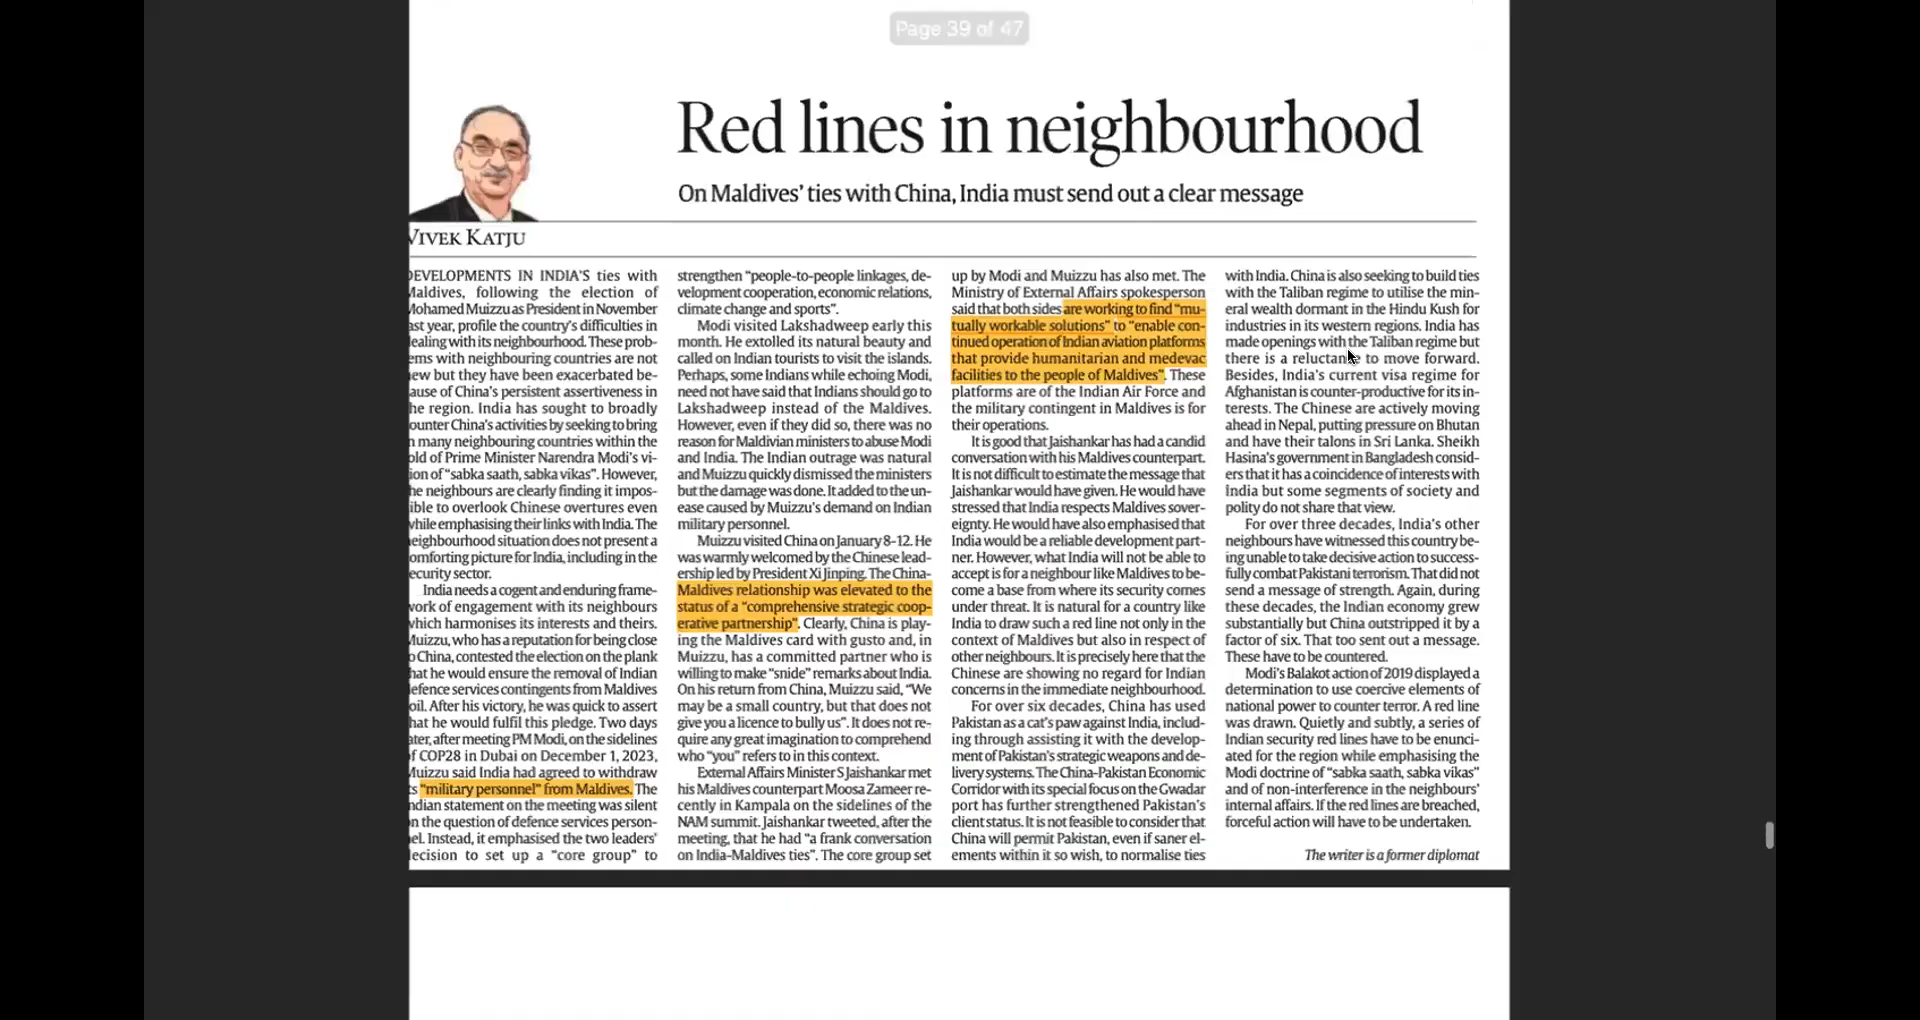 Page 39 of 47
Red lines in neighbourhood
On Maldives' ties with China, India must send out a clear message
VIVEK KATJU
DEVELOPMENTS IN INDIA'S ties with
Maldives, following the election of
Mohamed Muizzu as President in November
ast year, profile the country's difficulties in
ealing with its neighbourhood. These prob-
ems with neighbouring countries are not
ew but they have been exacerbated be-
ause of China's persistent assertiveness in
he region. India has sought to broadly
ounter China's activities by seeking to bring
n many neighbouring countries within the
old of Prime Minister Narendra Modi's vi-
ion of "sabka saath, sabka vikas". However,
he neighbours are clearly finding it impos-
ible to overlook Chinese overtures even
while emphasising their links with India. The
neighbourhood situation does not present a
omforting picture for India, including in the
ecurity sector.
India needs a cogent and enduring frame-
work of engagement with its neighbours
which harmonises its interests and theirs.
Muizzu, who has a reputation for being close
o China, contested the election on the plank
hat he would ensure the removal of Indian
efence services contingents from Maldives
oil. After his victory, he was quick to assert
hat he would fulfil this pledge. Two days
ater, after meeting PM Modi, on the sidelines
f COP28 in Dubai on December 1, 2023,
Muizzu said India had agreed to withdraw
ts "military personnel" from Maldives. The
ndian statement on the meeting was silent
n the question of defence services person-
el. Instead, it emphasised the two leaders'
lecision to set up a "core group" to
strengthen "people-to-people linkages, de-
velopment cooperation, economic relations,
climate change and sports".
Modi visited Lakshadweep early this
month. He extolled its natural beauty and
called on Indian tourists to visit the islands.
Perhaps, some Indians while echoing Modi,
need not have said that Indians should go to
Lakshadweep instead of the Maldives.
However, even if they did so, there was no
reason for Maldivian ministers to abuse Modi
and India. The Indian outrage was natural
and Muizzu quickly dismissed the ministers
but the damage was done. It added to the un-
ease caused by Muizzu's demand on Indian
military personnel.
Muizzu visited China on January 8-12. He
was warmly welcomed by the Chinese lead-
ership led by President Xi Jinping. The China-
Maldives relationship was elevated to the
status of a "comprehensive strategic coop-
erative partnership". Clearly, China is play-
ing the Maldives card with gusto and, in
Muizzu, has a committed partner who is
willing to make "snide" remarks about India.
On his return from China, Muizzu said, "We
may be a small country, but that does not
give you a licence to bully us". It does not re-
quire any great imagination to comprehend
who "you" refers to in this context.
External Affairs Minister S Jaishankar met
his Maldives counterpart Moosa Zameer re-
cently in Kampala on the sidelines of the
NAM summit. Jaishankar tweeted, after the
meeting, that he had "a frank conversation
on India-Maldives ties". The core group set
up by Modi and Muizzu has also met. The
Ministry of External Affairs spokesperson
said that both sides are working to find "mu-
tually workable solutions" to "enable con-
tinued operation of Indian aviation platforms
that provide humanitarian and medevac
facilities to the people of Maldives". These
platforms are of the Indian Air Force and
the military contingent in Maldives is for
their operations.
It is good that Jaishankar has had a candid
conversation with his Maldives counterpart.
It is not difficult to estimate the message that
Jaishankar would have given. He would have
stressed that India respects Maldives sover-
eignty. He would have also emphasised that
India would be a reliable development part-
ner. However, what India will not be able to
accept is for a neighbour like Maldives to be-
come a base from where its security comes
under threat. It is natural for a country like
India to draw such a red line not only in the
context of Maldives but also in respect of
other neighbours. It is precisely here that the
Chinese are showing no regard for Indian
concerns in the immediate neighbourhood.
For over six decades, China has used
Pakistan as a cat's paw against India, includ-
ing through assisting it with the develop-
ment of Pakistan's strategic weapons and de-
livery systems. The China-Pakistan Economic
Corridor with its special focus on the Gwadar
port has further strengthened Pakistan's
client status. It is not feasible to consider that
China will permit Pakistan, even if saner el-
ements within it so wish, to normalise ties
with India. China is also seeking to build ties
with the Taliban regime to utilise the min-
eral wealth dormant in the Hindu Kush for
industries in its western regions. India has
made openings with the Taliban regime but
there is a reluctance to move forward.
Besides, India's current visa regime for
Afghanistan is counter-productive for its in-
terests. The Chinese are actively moving
ahead in Nepal, putting pressure on Bhutan
and have their talons in Sri Lanka. Sheikh
Hasina's government in Bangladesh consid-
ers that it has a coincidence of interests with
India but some segments of society and
polity do not share that view.
For over three decades, India's other
neighbours have witnessed this country be-
ing unable to take decisive action to success-
fully combat Pakistani terrorism. That did not
send a message of strength. Again, during
these decades, the Indian economy grew
substantially but China outstripped it by a
factor of six. That too sent out a message.
These have to be countered.
Modi's Balakot action of 2019 displayed a
determination to use coercive elements of
national power to counter terror. A red line
was drawn. Quietly and subtly, a series of
Indian security red lines have to be enunci-
ated for the region while emphasising the
Modi doctrine of "sabka saath, sabka vikas"
and of non-interference in the neighbours'
internal affairs. If the red lines are breached,
forceful action will have to be undertaken.
The writer is a former diplomat